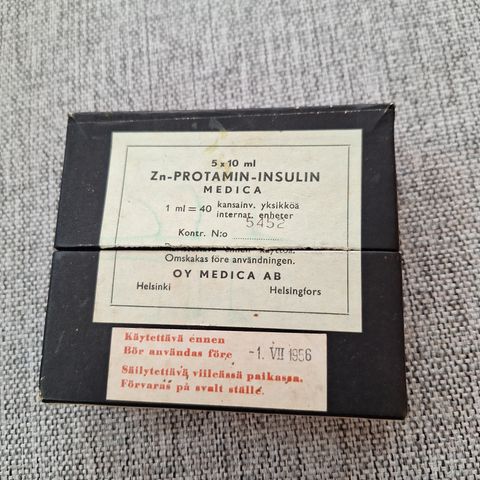 5 x 10 ml
Zn-PROTAMIN-INSULIN
MEDICA
1 ml = 40 kansainv. yksikköä
internat. enheter
Kontr. N:o 5452
ennen
Omskakas före användningen.
OY MEDICA AB
Helsinki Helsingfors
Käytettävä ennen
Bör användas före -1. VII 1956
Säilytettävä viileässä paikassa.
Förvaras på svalt ställe.